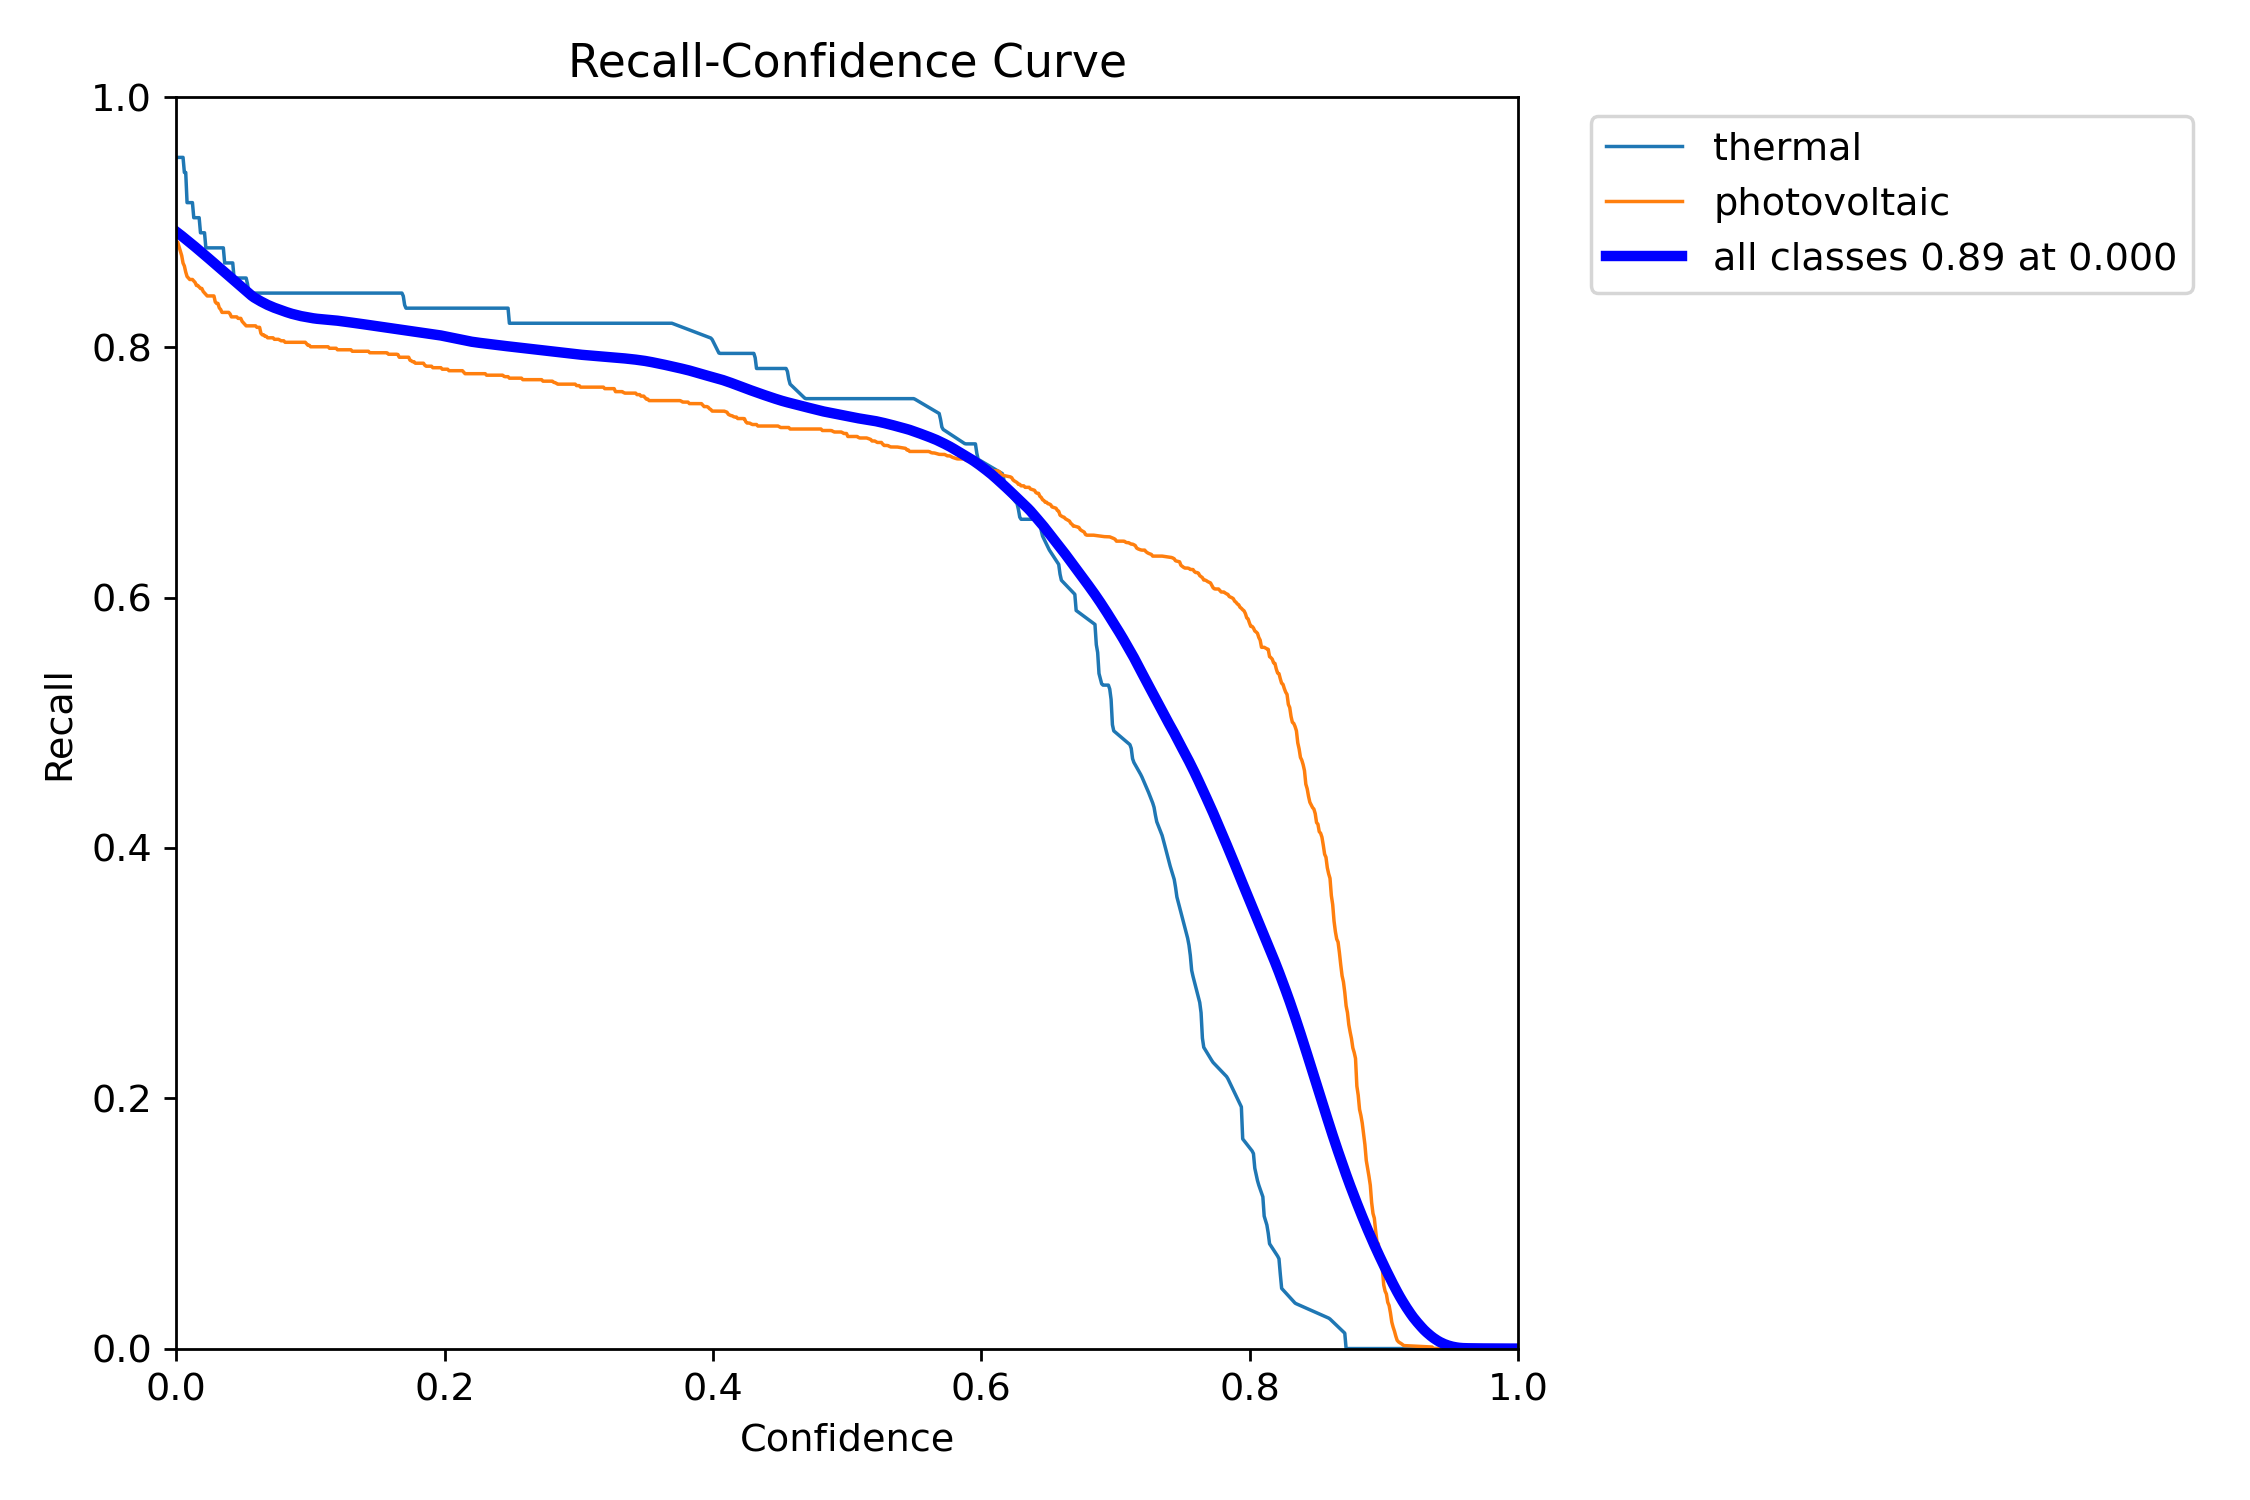 Recall-Confidence Curve
1.0
0.8
0.6
0.4
0.2
0.0
Recall
0.0 0.2 0.4 0.6 0.8 1.0
Confidence
thermal
photovoltaic
all classes 0.89 at 0.000